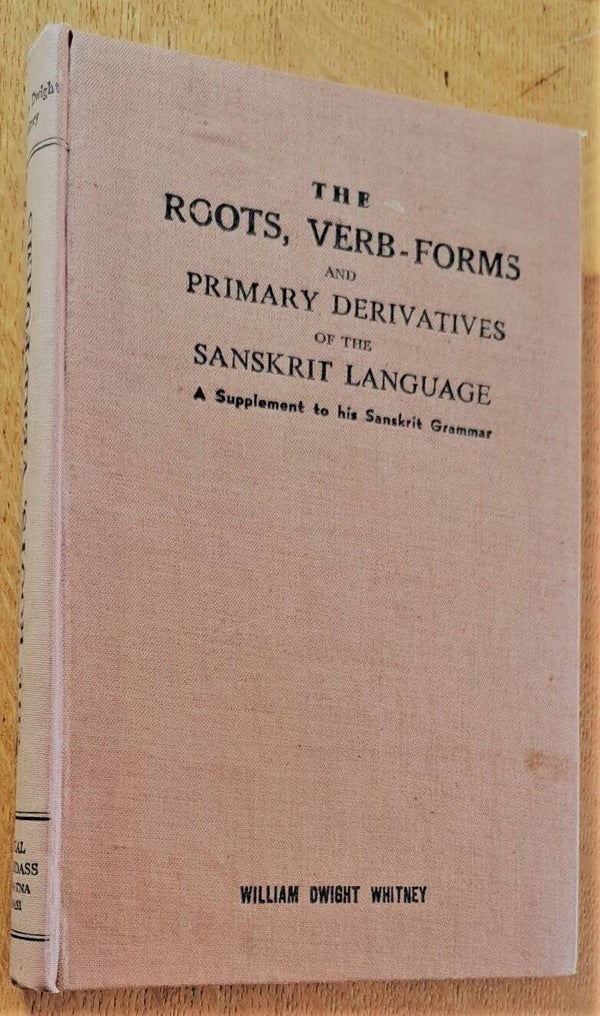 THE
ROOTS, VERB-FORMS
AND
PRIMARY DERIVATIVES
OF THE
SANSKRIT LANGUAGE
A Supplement to his Sanskrit Grammar
WILLIAM DWIGHT WHITNEY
Dwight